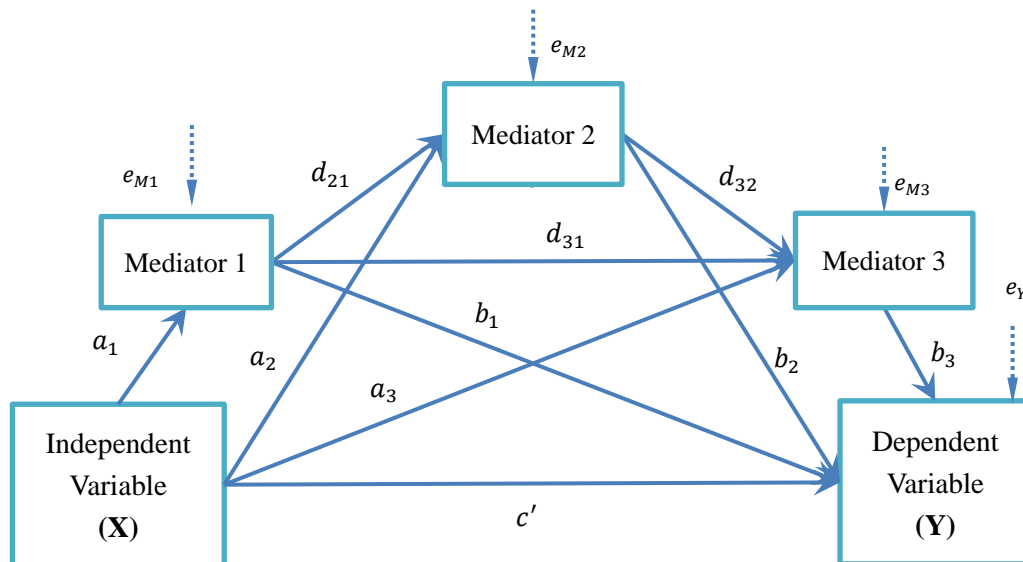 e_{M2}
Mediator 2
e_{M1}
d_{21}
d_{32}
e_{M3}
Mediator 1
d_{31}
Mediator 3
e_Y
a_1
b_1
a_2
a_3
b_2
b_3
Independent
Variable
(X)
c′
Dependent
Variable
(Y)